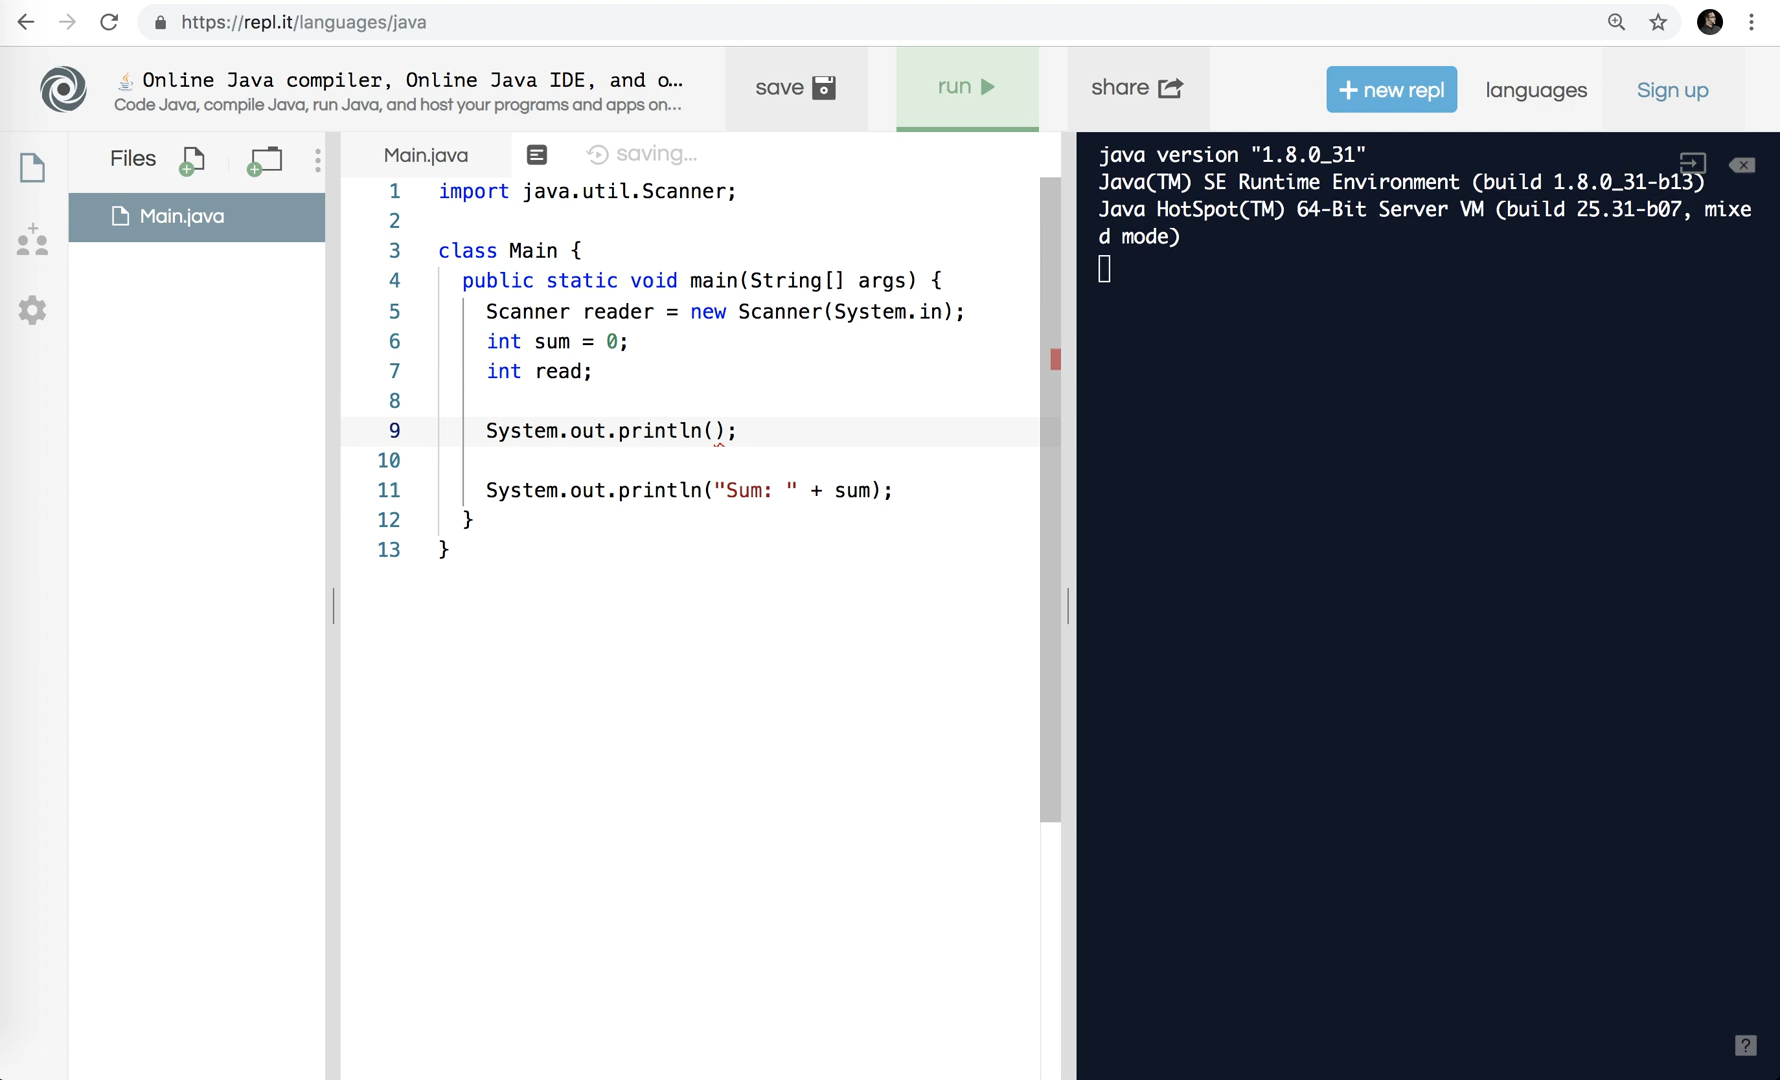 https://repl.it/languages/java
Online Java compiler, Online Java IDE, and o...
Code Java, compile Java, run Java, and host your programs and apps on...
save
run
share
+ new repl
languages
Sign up
Files
Main.java
Main.java
saving...
1 import java.util.Scanner;
2
3 class Main {
4 public static void main(String[] args) {
5 Scanner reader = new Scanner(System.in);
6 int sum = 0;
7 int read;
8
9 System.out.println();
10
11 System.out.println("Sum: " + sum);
12 }
13 }
java version "1.8.0_31"
Java(TM) SE Runtime Environment (build 1.8.0_31-b13)
Java HotSpot(TM) 64-Bit Server VM (build 25.31-b07, mixe
d mode)
?